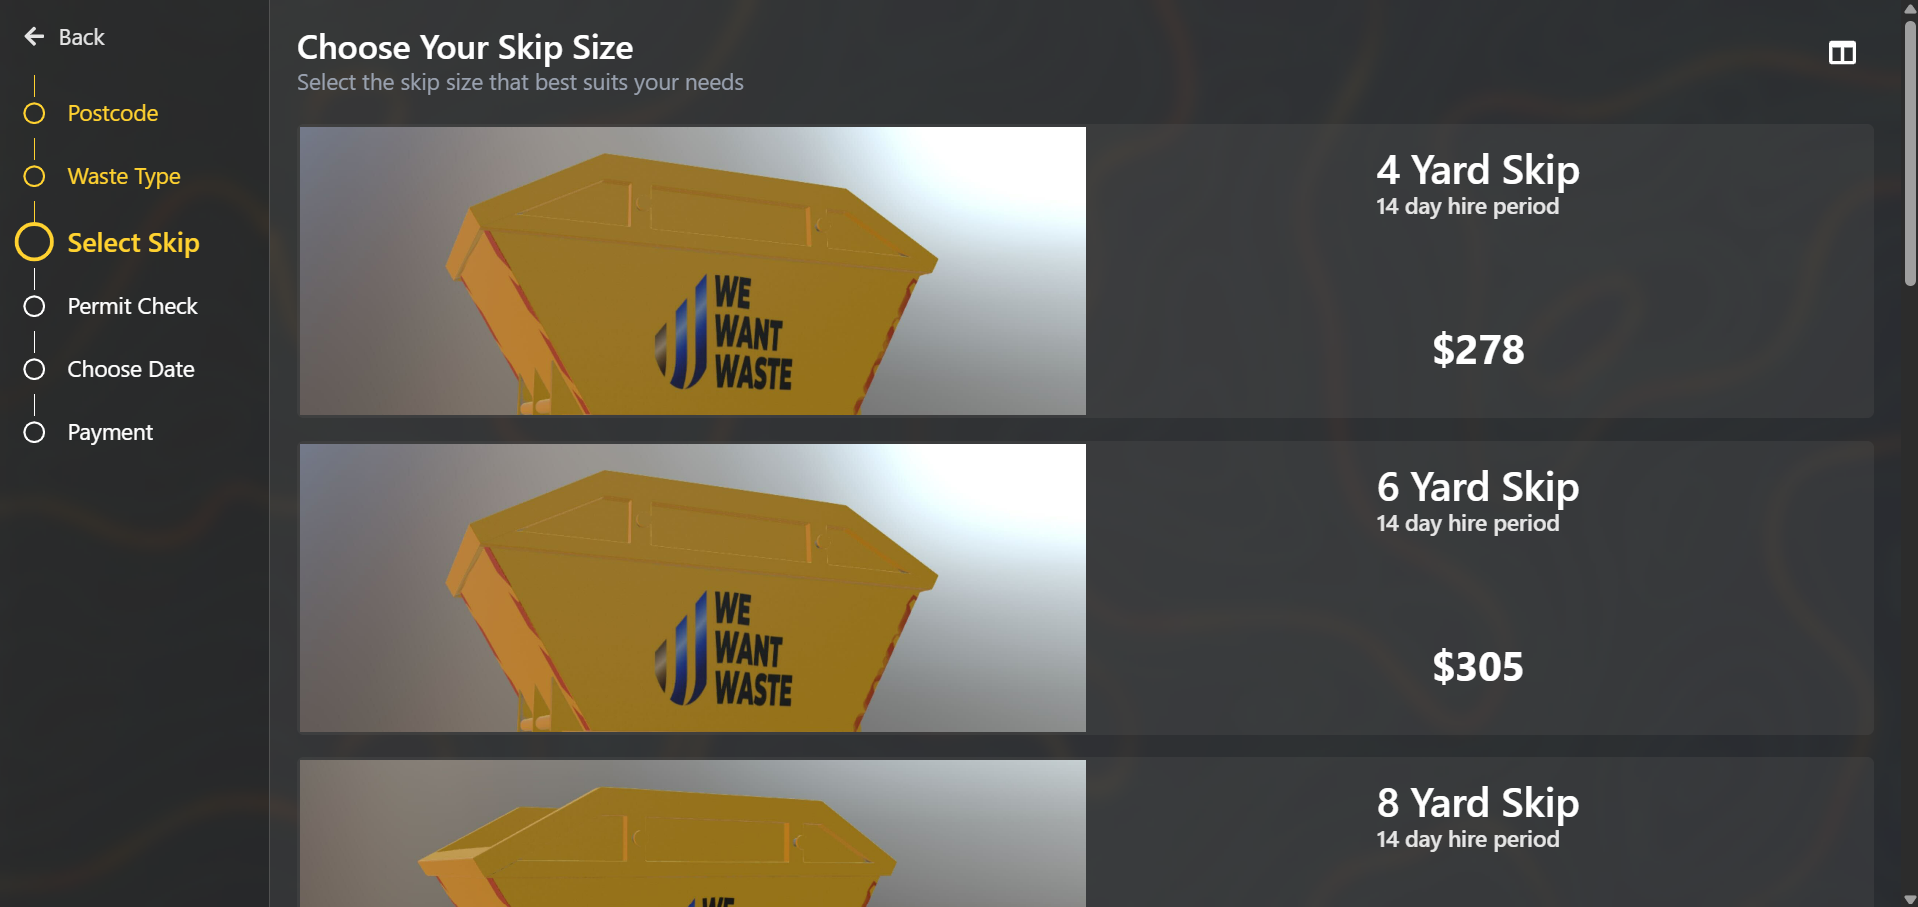 Back
Postcode
Waste Type
Select Skip
Permit Check
Choose Date
Payment
Choose Your Skip Size
Select the skip size that best suits your needs
WE
WANT
WASTE
4 Yard Skip
14 day hire period
$278
WE
WANT
WASTE
6 Yard Skip
14 day hire period
$305
WE
8 Yard Skip
14 day hire period